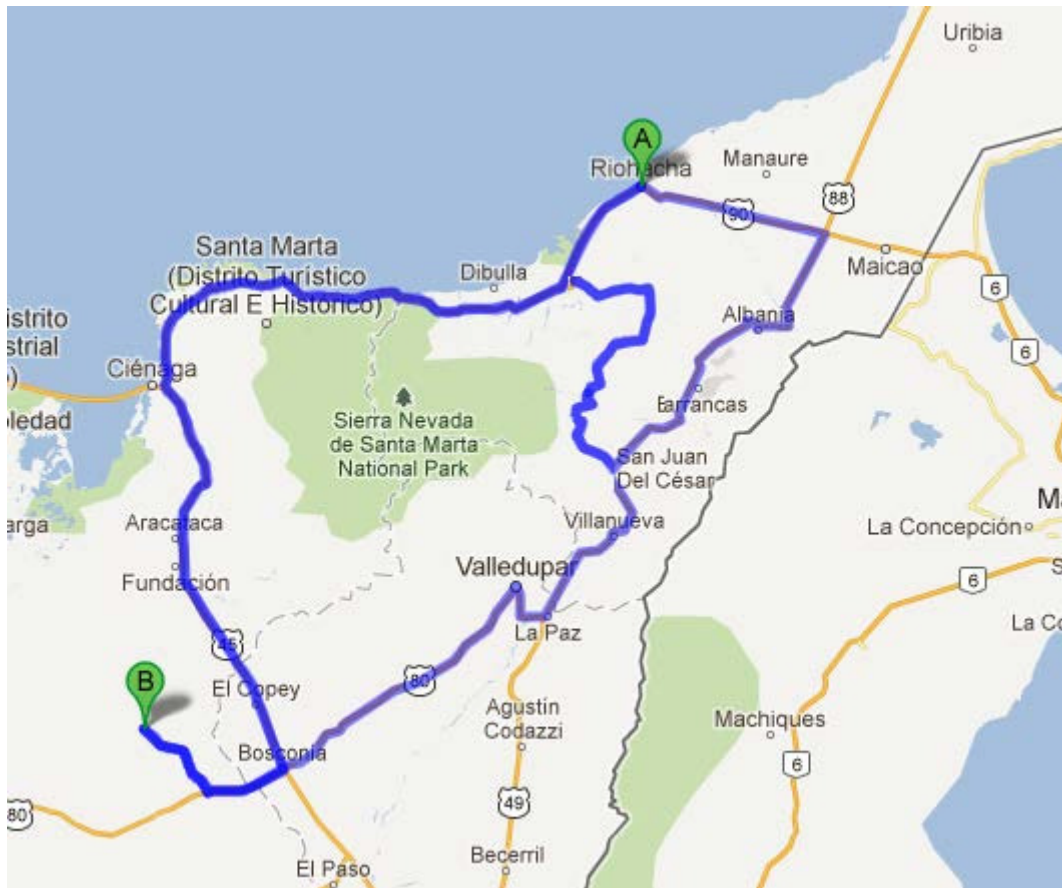 Uribia
A
Riohacha
Manaure
88
90
Santa Marta
(Distrito Turístico
Cultural E Histórico)
Dibulla
Maicao
6
istrito
strial
)
Albania
6
Ciénaga
oledad
Barrancas
Sierra Nevada
de Santa Marta
National Park
San Juan
Del César
arga
Aracataca
Villanueva
La Concepción
Ma
Valledupar
Fundación
6
S
La Paz
La Co
45
B
80
El Copey
Agustín
Codazzi
Machiques
Bosconia
6
80
49
El Paso
Becerril